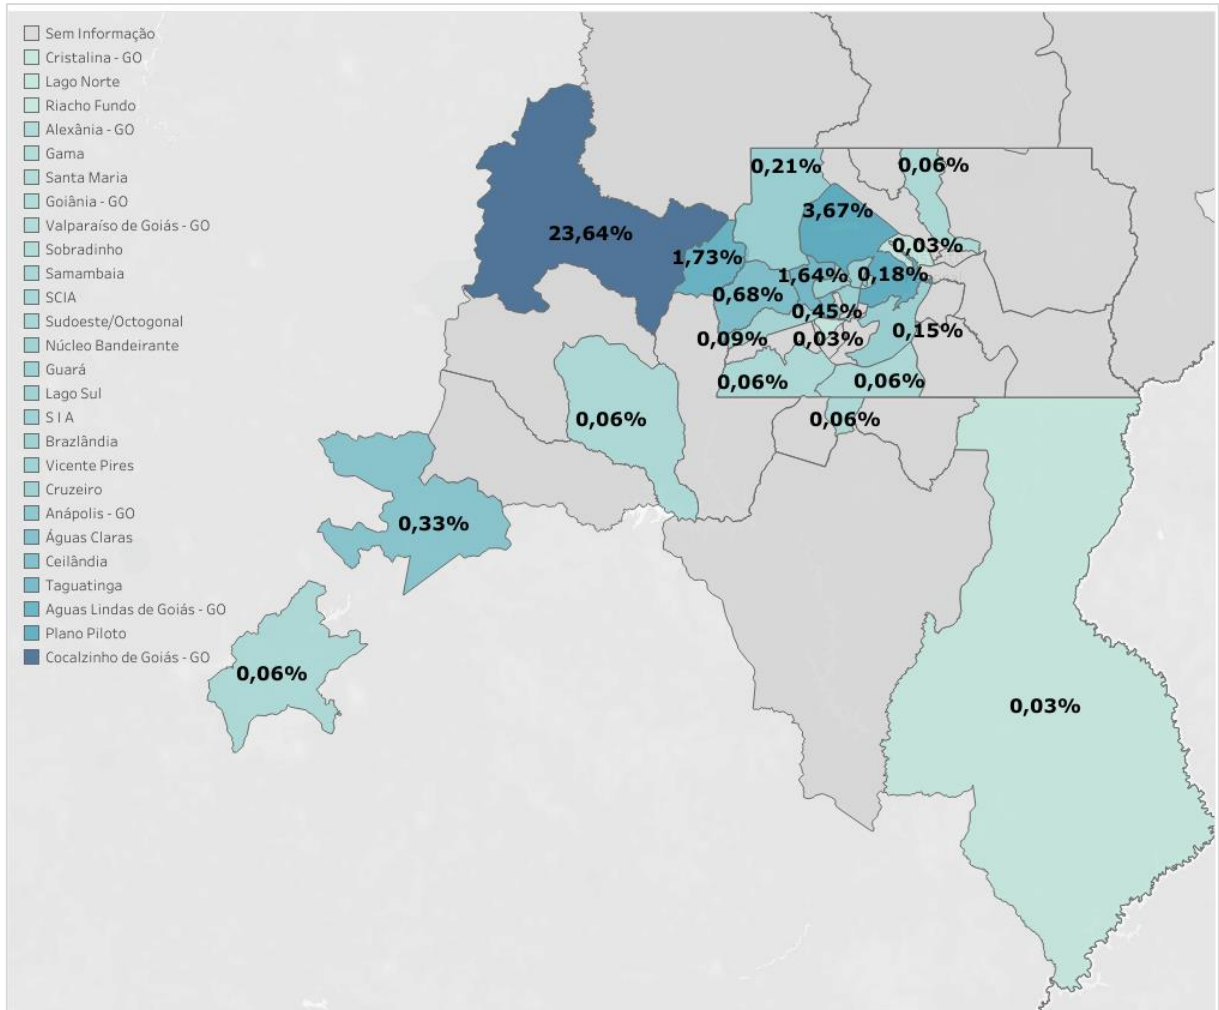 Sem Informação
Cristalina - GO
Lago Norte
Riacho Fundo
Alexânia - GO
Gama
Santa Maria
Goiânia - GO
Valparaíso de Goiás - GO
Sobradinho
Samambaia
SCIA
Sudoeste/Octogonal
Núcleo Bandeirante
Guará
Lago Sul
S I A
Brazlândia
Vicente Pires
Cruzeiro
Anápolis - GO
Águas Claras
Ceilândia
Taguatinga
Aguas Lindas de Goiás - GO
Plano Piloto
Cocalzinho de Goiás - GO
0,21%
0,06%
3,67%
23,64%
0,03%
1,73%
1,64%
0,18%
0,68%
0,45%
0,15%
0,09%
0,03%
0,06%
0,06%
0,06%
0,06%
0,33%
0,06%
0,03%